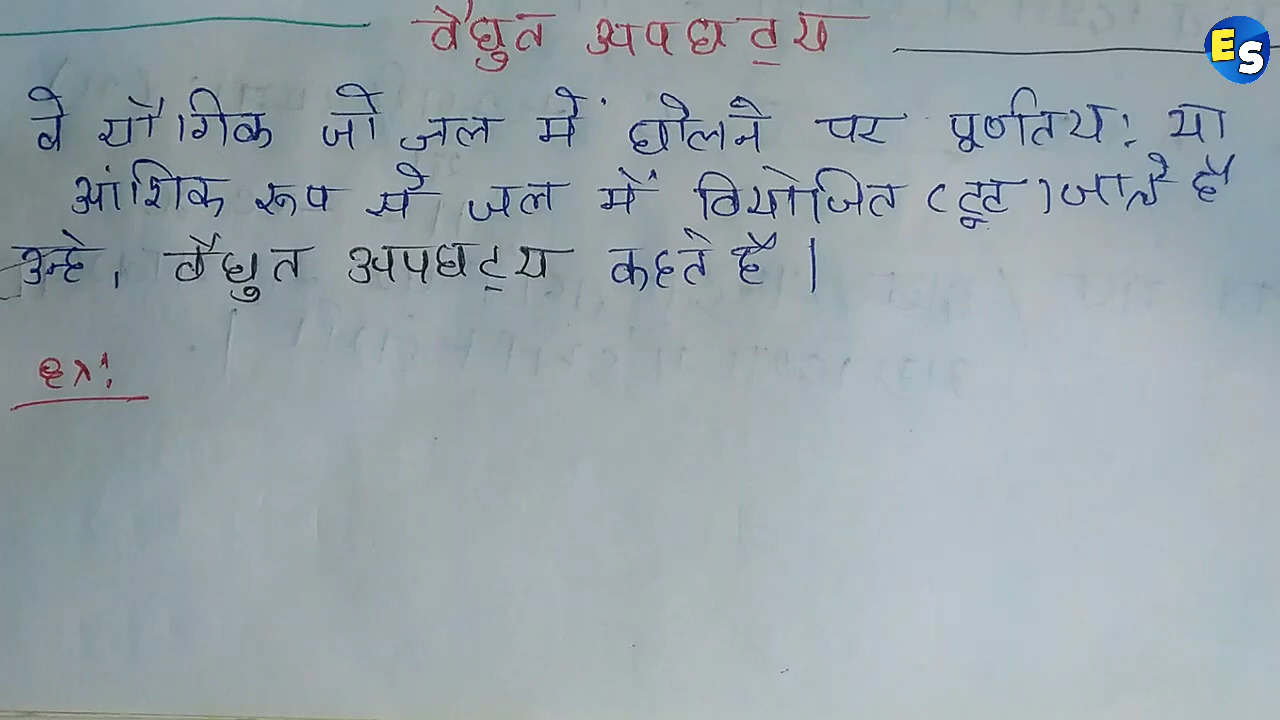 वैद्युत अपघट्य
ES
वे यौगिक जो जल में घोलने पर पूर्णतय: या
आंशिक रूप से जल में वियोजित (टूट) जाते है
उन्हे, वैद्युत अपघट्य कहते है |
ex: